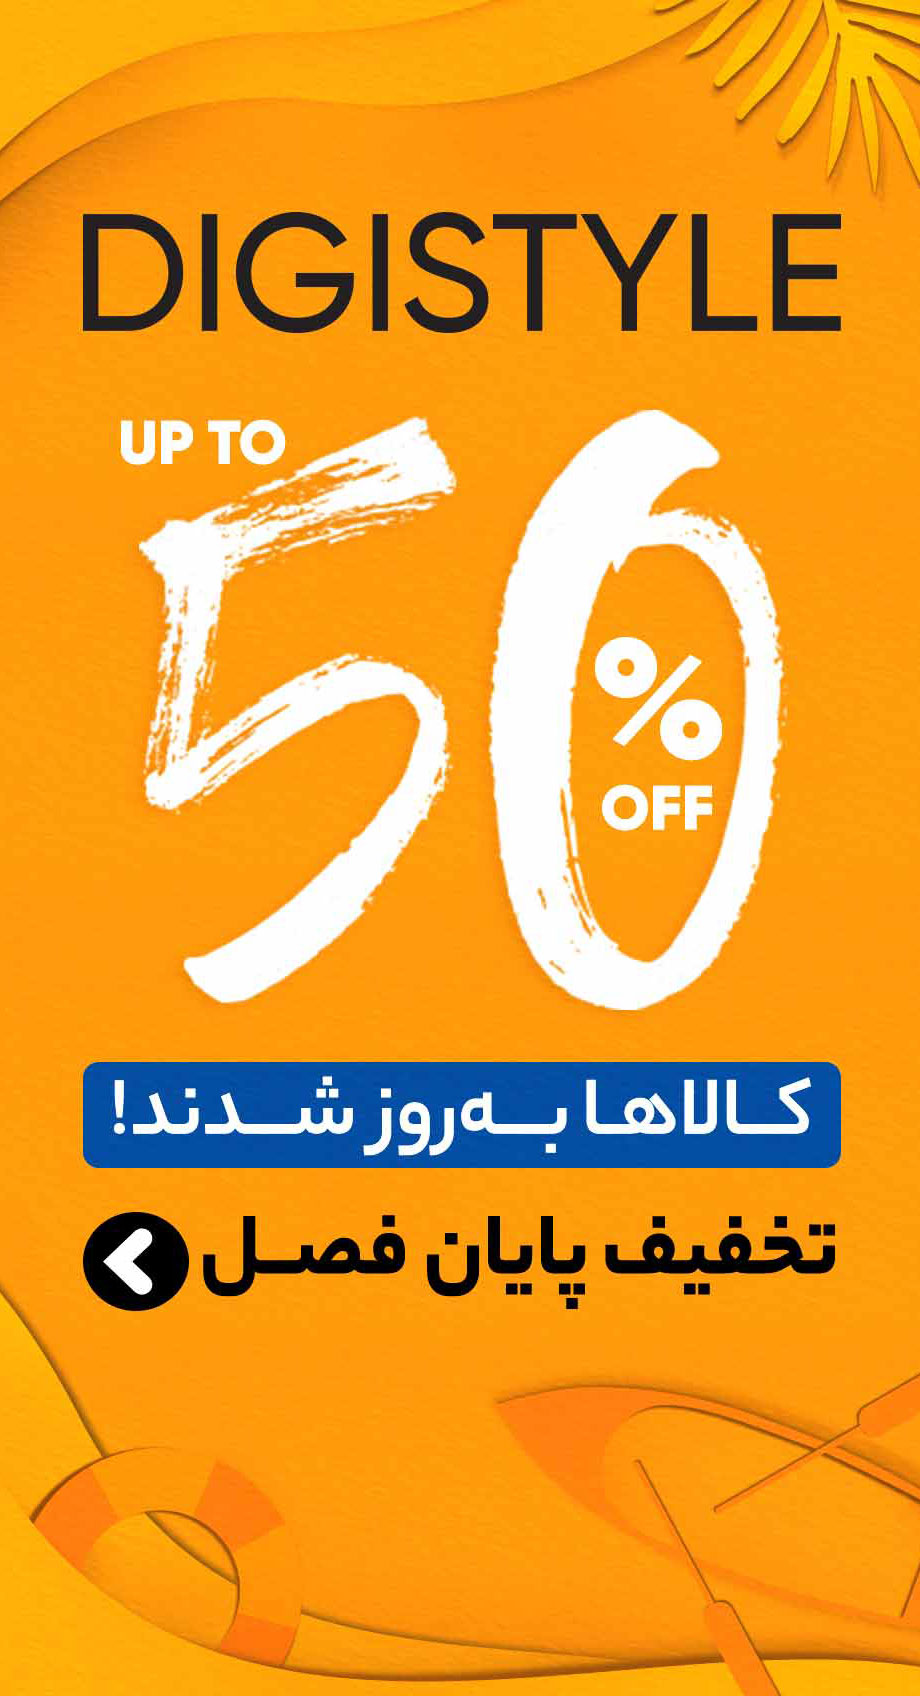 DIGISTYLE
UP TO
50
%
OFF
کالاها به‌روز شدند!
تخفیف پایان فصل